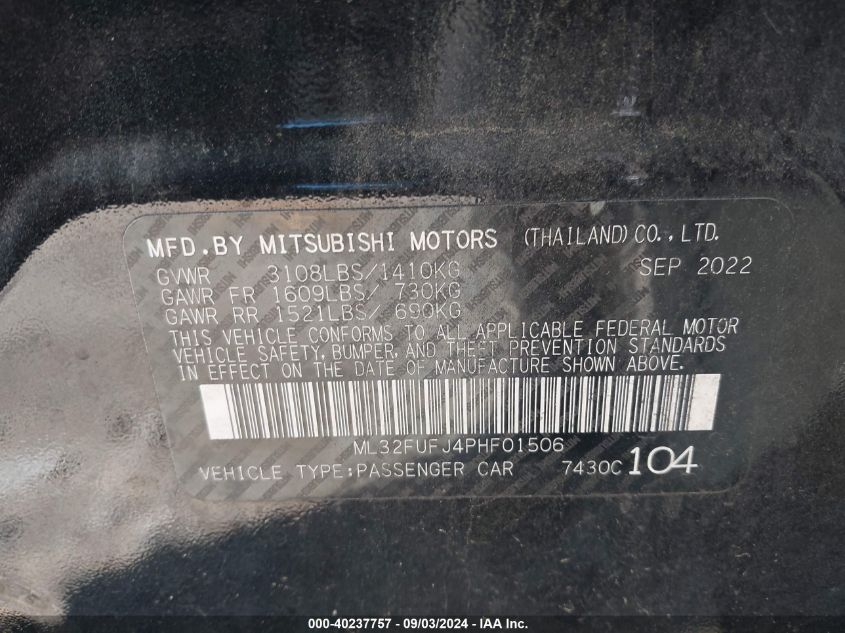 MFD.BY MITSUBISHI MOTORS (THAILAND) CO., LTD.
GVWR 3108LBS/1410KG SEP 2022
GAWR FR 1609LBS/ 730KG
GAWR RR 1521LBS/ 690KG
THIS VEHICLE CONFORMS TO ALL APPLICABLE FEDERAL MOTOR
VEHICLE SAFETY, BUMPER, AND THEFT PREVENTION STANDARDS
IN EFFECT ON THE DATE OF MANUFACTURE SHOWN ABOVE.
ML32FUFJ4PHF01506
VEHICLE TYPE:PASSENGER CAR 7430C 104
000-40237757 - 09/03/2024 - IAA Inc.